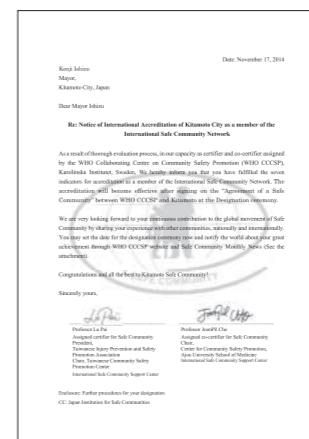 Date: November 17, 2014
Kenji Ishizu
Mayor,
Kitamoto City, Japan
Dear Mayor Ishizu
Re: Notice of International Accreditation of Kitamoto City as a member of the
International Safe Community Network
As a result of thorough evaluation process, in our capacity as certifier and co-certifier assigned
by the WHO Collaborating Centre on Community Safety Promotion (WHO CCCSP),
Karolinska Institutet, Sweden, We hereby inform you that you have fulfilled the seven
indicators for accreditation as a member of the International Safe Community Network. The
accreditation will become effective after signing on the "Agreement of a Safe
Community" between WHO CCCSP and Kitamoto at the Designation ceremony.
We are very looking forward to your continuous contribution to the global movement of Safe
Community by sharing your experience with other communities, nationally and internationally.
You may set the date for the designation ceremony now and notify the world about your great
achievement through WHO CCCSP website and Safe Community Monthly News (See the
attachment).
Congratulations and all the best to Kitamoto Safe Community!
Sincerely yours,
Professor Lu Pai
Assigned certifier for Safe Community
President,
Taiwanese Injury Prevention and Safety
Promotion Association
Chair, Taiwanese Community Safety
Promotion Center
International Safe Community Support Center
Professor JoonPil Cho
Assigned co-certifier for Safe Community
Chair,
Center for Community Safety Promotion,
Ajou University School of Medicine
International Safe Community Support Center
Enclosure: Further procedures for your designation
CC: Japan Institution for Safe Communities